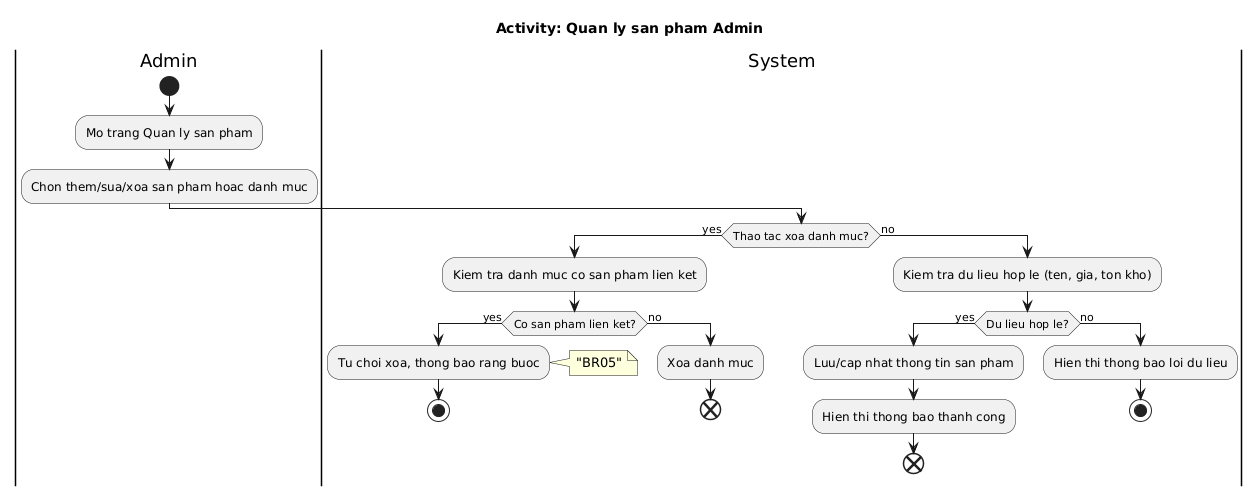 Activity: Quan ly san pham Admin
Admin
System
Mo trang Quan ly san pham
Chon them/sua/xoa san pham hoac danh muc
yes
Thao tac xoa danh muc?
no
Kiem tra danh muc co san pham lien ket
Kiem tra du lieu hop le (ten, gia, ton kho)
yes
Co san pham lien ket?
no
yes
Du lieu hop le?
no
Tu choi xoa, thong bao rang buoc
"BR05"
Xoa danh muc
Luu/cap nhat thong tin san pham
Hien thi thong bao loi du lieu
Hien thi thong bao thanh cong